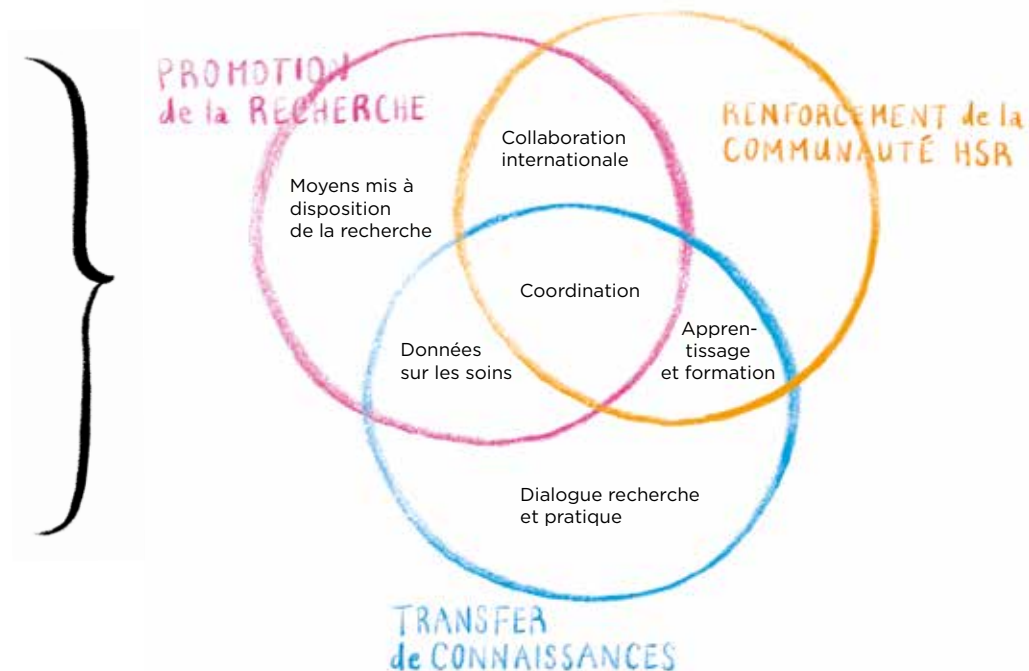 PROMOTION
de la RECHERCHE
RENFORCEMENT de la
COMMUNAUTÉ HSR
Collaboration
internationale
Moyens mis à
disposition
de la recherche
Coordination
Données
sur les soins
Appren-
tissage
et formation
Dialogue recherche
et pratique
TRANSFER
de CONNAISSANCES